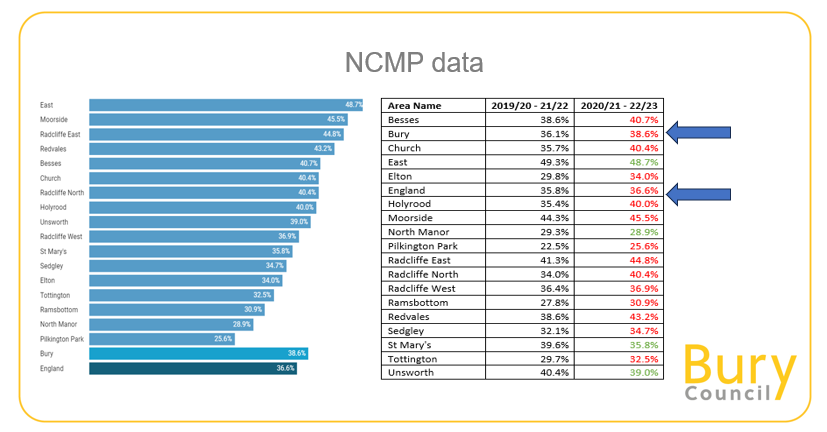 NCMP data
East 48.7%
Moorside 45.5%
Radcliffe East 44.8%
Redvales 43.2%
Besses 40.7%
Church 40.4%
Radcliffe North 40.4%
Holyrood 40.0%
Unsworth 39.0%
Radcliffe West 36.9%
St Mary's 35.8%
Sedgley 34.7%
Elton 34.0%
Tottington 32.5%
Ramsbottom 30.9%
North Manor 28.9%
Pilkington Park 25.6%
Bury 38.6%
England 36.6%
Area Name 2019/20 - 21/22 2020/21 - 22/23
Besses 38.6% 40.7%
Bury 36.1% 38.6%
Church 35.7% 40.4%
East 49.3% 48.7%
Elton 29.8% 34.0%
England 35.8% 36.6%
Holyrood 35.4% 40.0%
Moorside 44.3% 45.5%
North Manor 29.3% 28.9%
Pilkington Park 22.5% 25.6%
Radcliffe East 41.3% 44.8%
Radcliffe North 34.0% 40.4%
Radcliffe West 36.4% 36.9%
Ramsbottom 27.8% 30.9%
Redvales 38.6% 43.2%
Sedgley 32.1% 34.7%
St Mary's 39.6% 35.8%
Tottington 29.7% 32.5%
Unsworth 40.4% 39.0%
Bury
Council